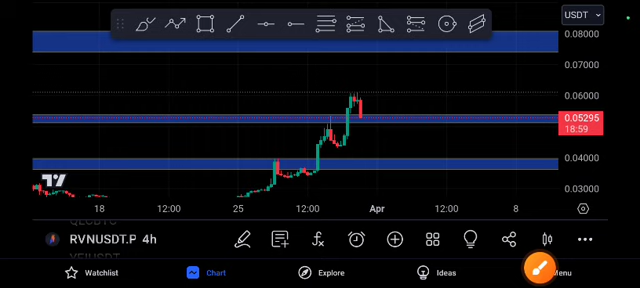 USDT
0.08000
0.07000
0.06000
0.05295
18:59
0.04000
0.03000
18 12:00 25 12:00 Apr 12:00 8
RVNUSDT.P 4h
Watchlist Chart Explore Ideas Menu